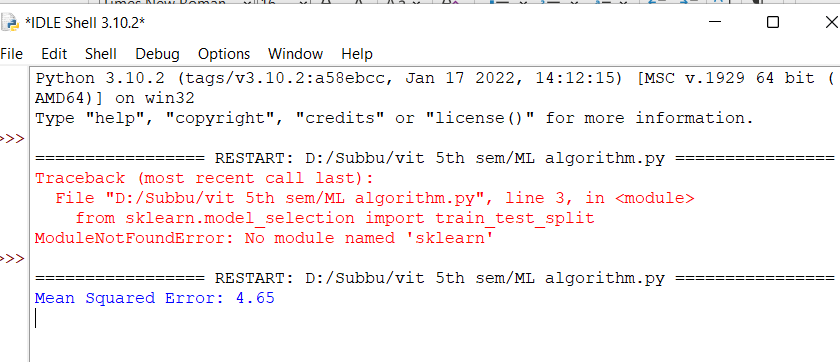 *IDLE Shell 3.10.2*
File Edit Shell Debug Options Window Help
Python 3.10.2 (tags/v3.10.2:a58ebcc, Jan 17 2022, 14:12:15) [MSC v.1929 64 bit (
AMD64)] on win32
Type "help", "copyright", "credits" or "license()" for more information.
>>>
================= RESTART: D:/Subbu/vit 5th sem/ML algorithm.py ================
Traceback (most recent call last):
  File "D:/Subbu/vit 5th sem/ML algorithm.py", line 3, in <module>
    from sklearn.model_selection import train_test_split
ModuleNotFoundError: No module named 'sklearn'
>>>
================= RESTART: D:/Subbu/vit 5th sem/ML algorithm.py ================
Mean Squared Error: 4.65